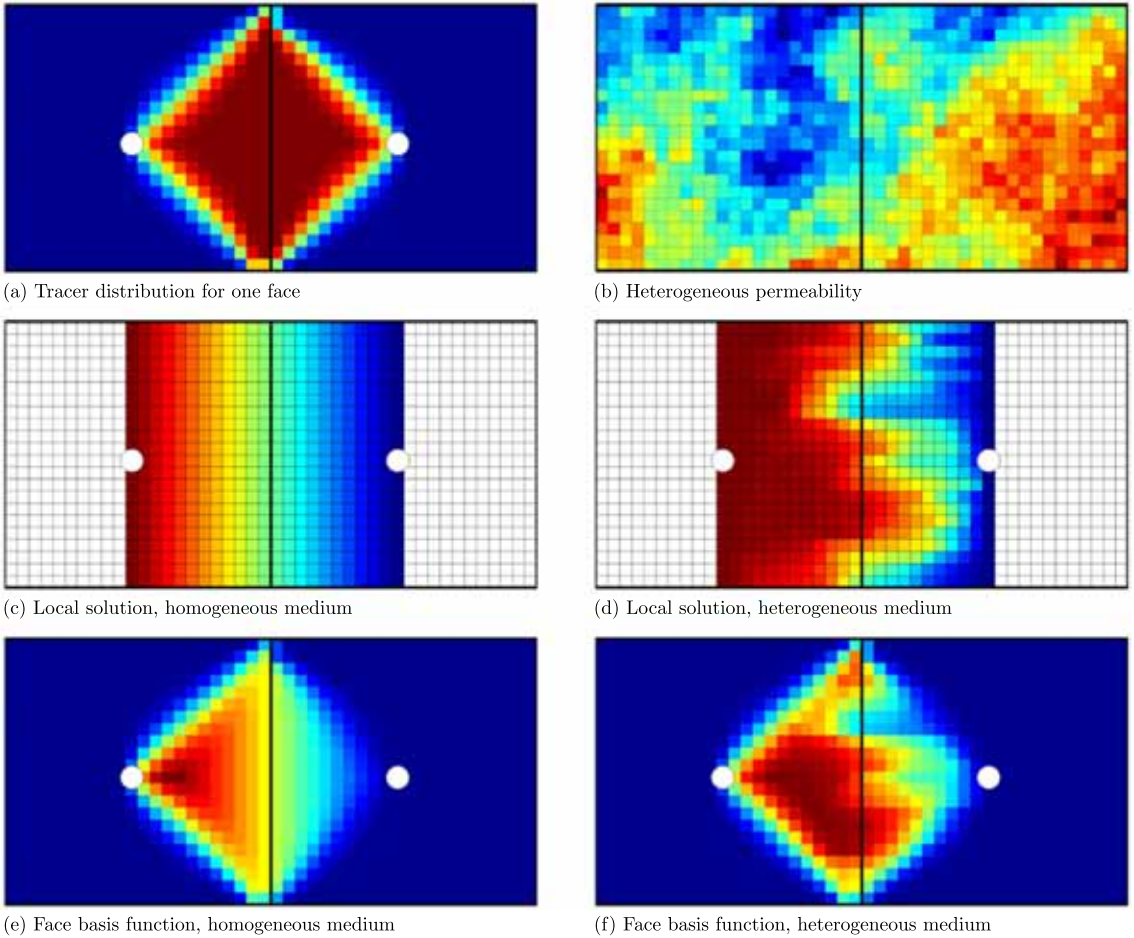 (a) Tracer distribution for one face
(b) Heterogeneous permeability
(c) Local solution, homogeneous medium
(d) Local solution, heterogeneous medium
(e) Face basis function, homogeneous medium
(f) Face basis function, heterogeneous medium